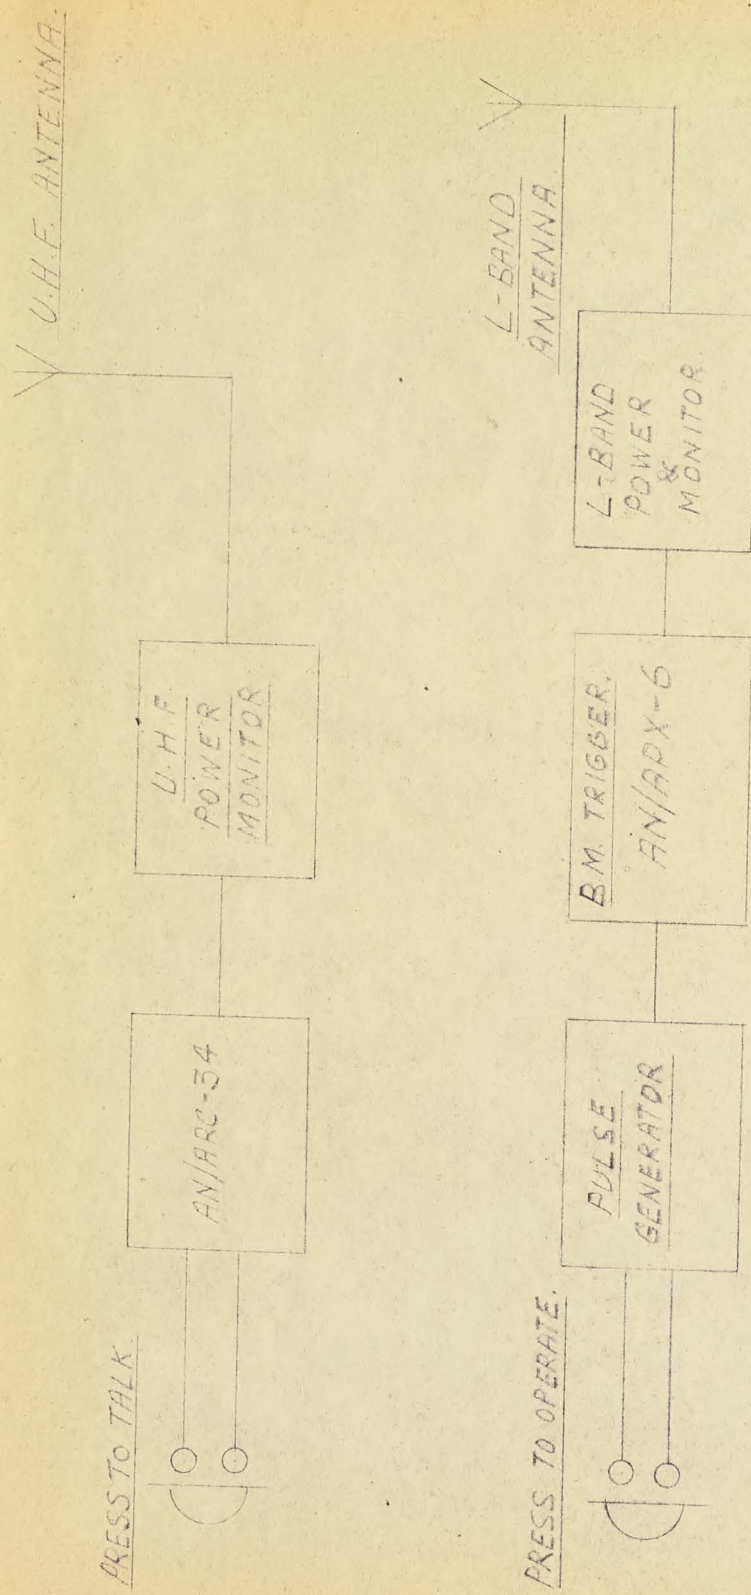 U.H.F. ANTENNA.
U.H.F.
POWER
MONITOR
AN/ARC-34
PRESS TO TALK
L-BAND
ANTENNA
L-BAND
POWER
&
MONITOR
B.M. TRIGGER.
AN/APX-6
PULSE
GENERATOR
PRESS TO OPERATE.